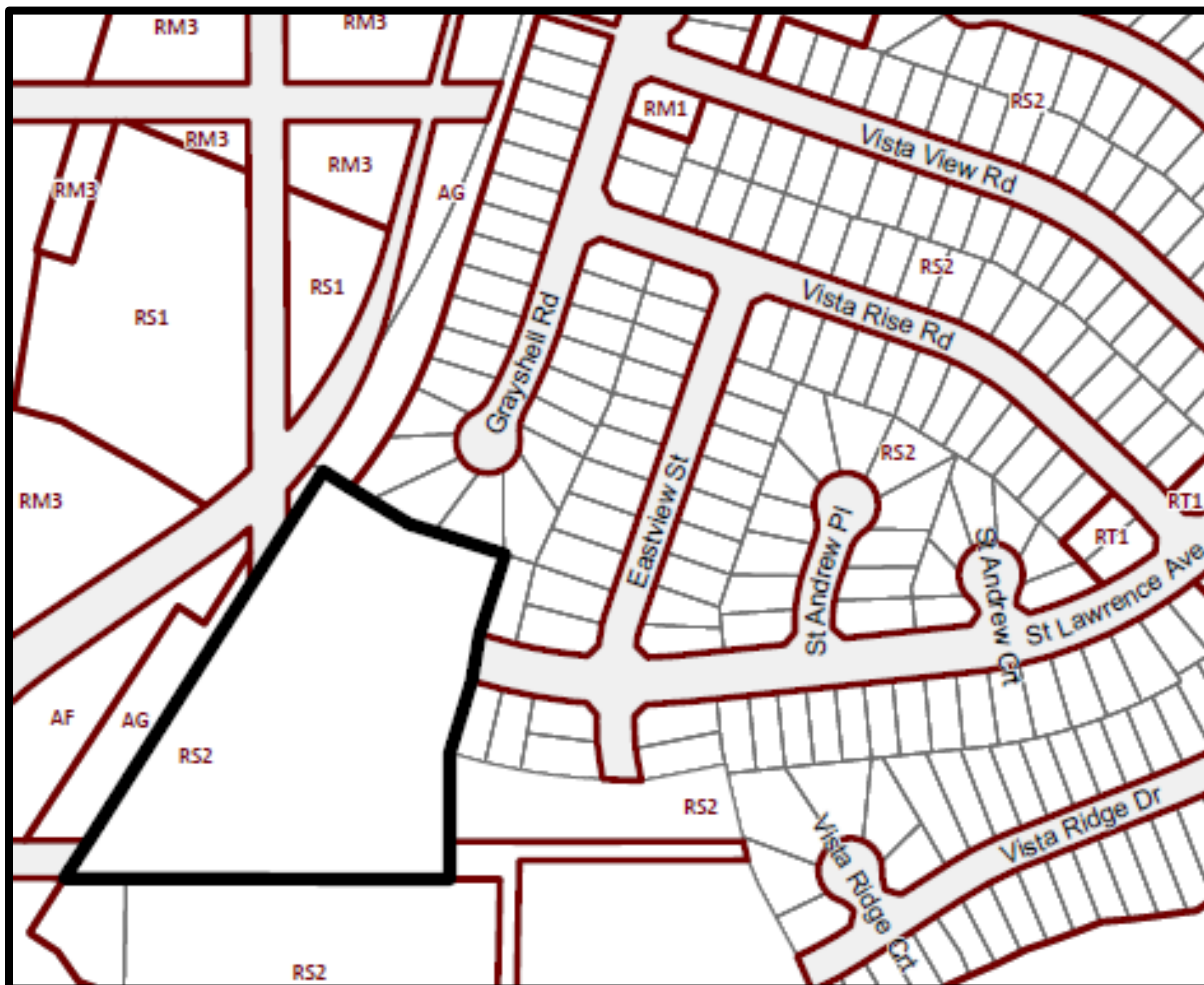 RM3
RM3
RM1
RS2
RM3
RM3
RM3
AG
Vista View Rd
RS1
RS1
RS2
Vista Rise Rd
Grayshell Rd
RS2
RM3
Eastview St
RT1
RT1
St Andrew Pl
St Andrew Crt
St Lawrence Ave
AF
AG
RS2
RS2
Vista Ridge Dr
Vista Ridge Crt
RS2